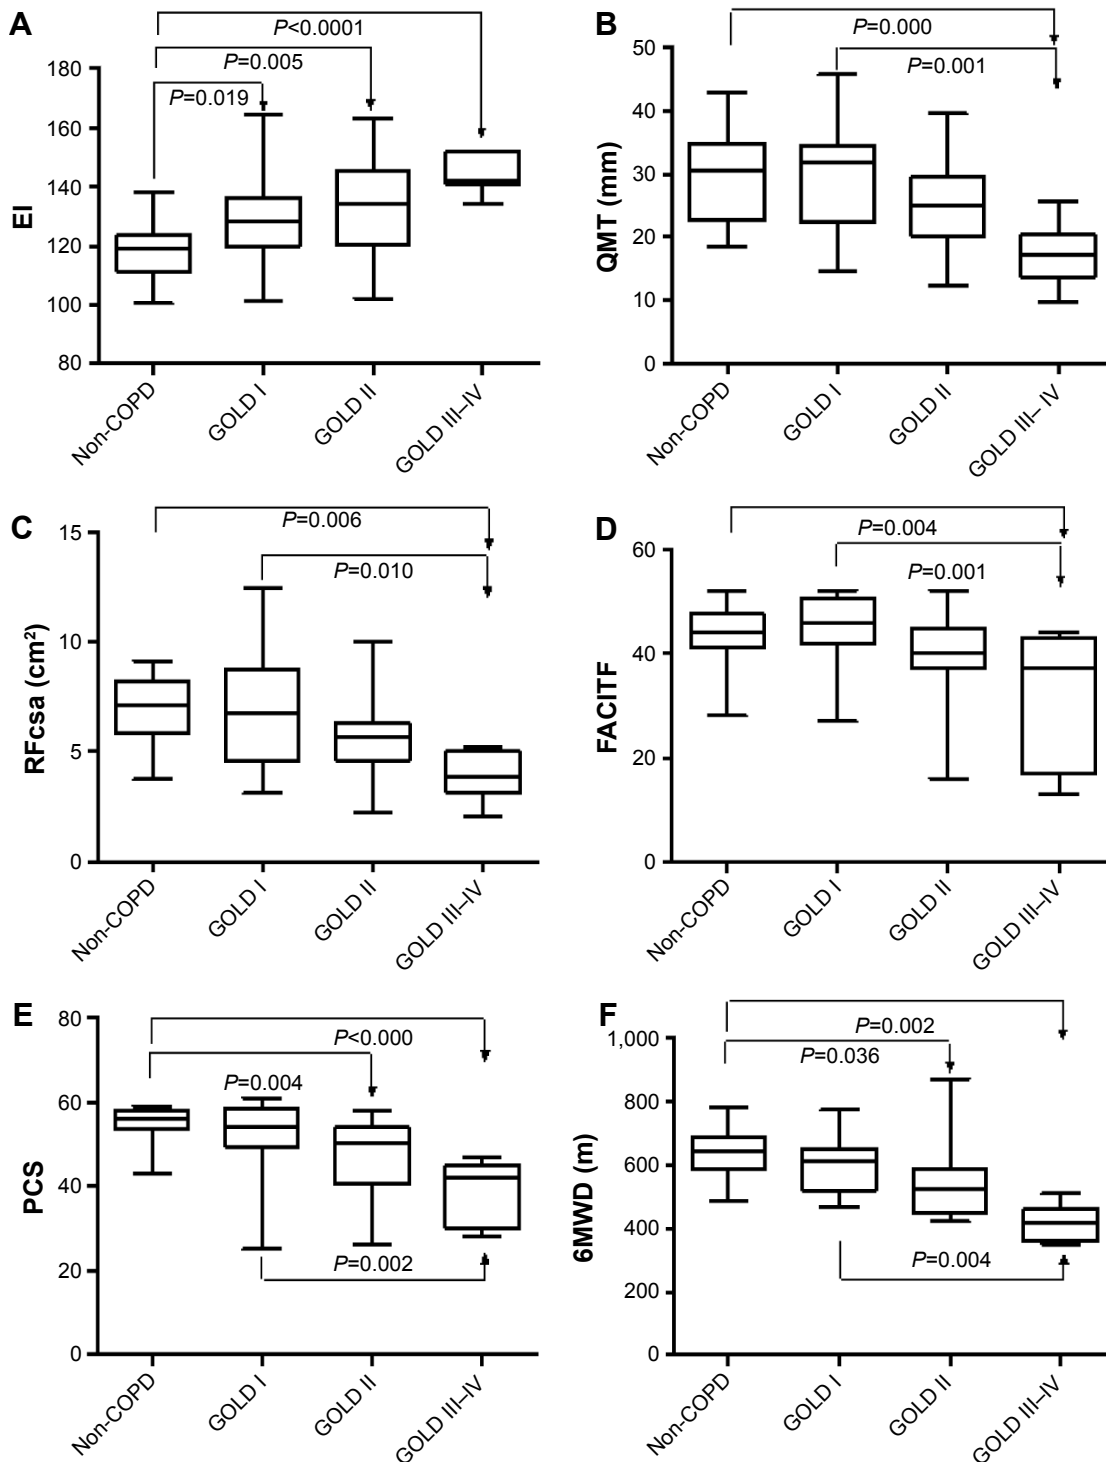 A
P<0.0001
P=0.005
P=0.019
EI
180
160
140
120
100
80
Non-COPD
GOLD I
GOLD II
GOLD III–IV
B
P=0.000
P=0.001
QMT (mm)
50
40
30
20
10
0
Non-COPD
GOLD I
GOLD II
GOLD III– IV
C
P=0.006
P=0.010
RFcsa (cm²)
15
10
5
0
Non-COPD
GOLD I
GOLD II
GOLD III–IV
D
P=0.004
P=0.001
FACITF
60
40
20
0
Non-COPD
GOLD I
GOLD II
GOLD III–IV
E
P<0.000
P=0.004
P=0.002
PCS
80
60
40
20
0
Non-COPD
GOLD I
GOLD II
GOLD III–IV
F
P=0.002
P=0.036
P=0.004
6MWD (m)
1,000
800
600
400
200
0
Non-COPD
GOLD I
GOLD II
GOLD III–IV